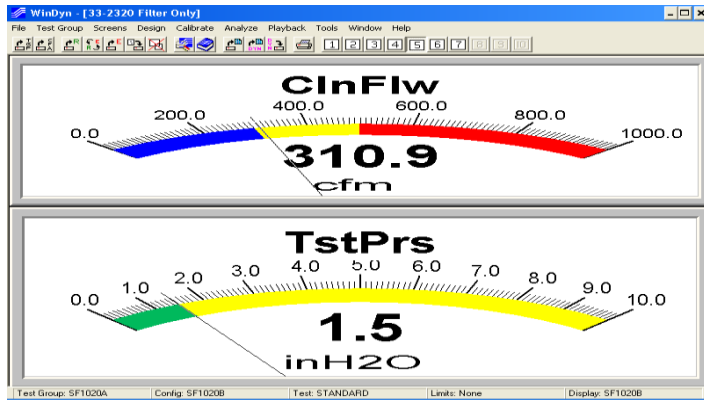 WinDyn - [33-2320 Filter Only]
File Test Group Screens Design Calibrate Analyze Playback Tools Window Help
1 2 3 4 5 6 7 8 9 10
ClnFlw
0.0 200.0 400.0 600.0 800.0 1000.0
310.9
cfm
TstPrs
0.0 1.0 2.0 3.0 4.0 5.0 6.0 7.0 8.0 9.0 10.0
1.5
inH2O
Test Group: SF1020A Config: SF1020B Test: STANDARD Limits: None Display: SF1020B